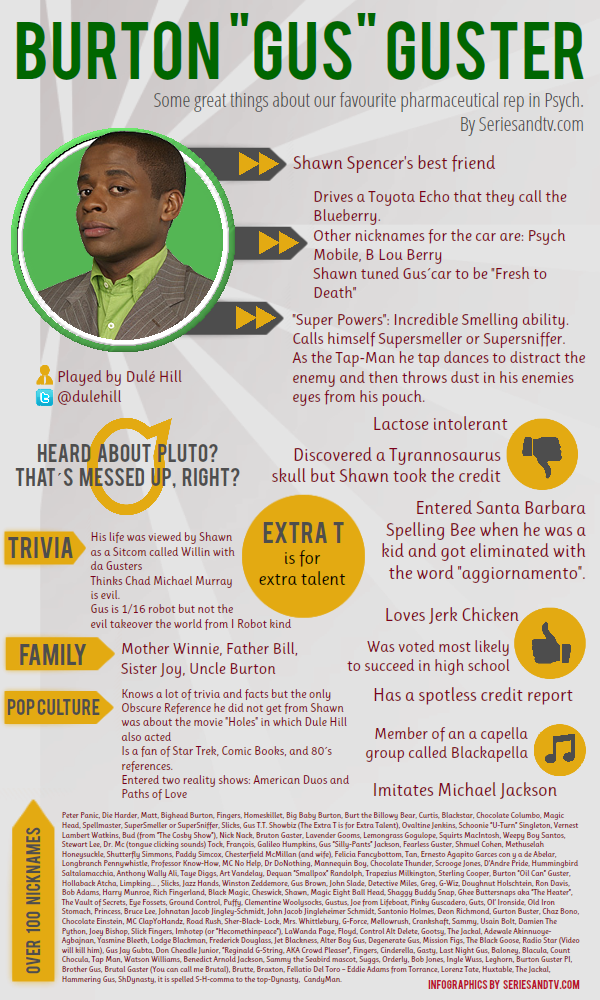 BURTON "GUS" GUSTER
Some great things about our favourite pharmaceutical rep in Psych.
By Seriesandtv.com
Shawn Spencer's best friend
Drives a Toyota Echo that they call the
Blueberry.
Other nicknames for the car are: Psych
Mobile, B Lou Berry
Shawn tuned Gus´car to be "Fresh to
Death"
"Super Powers": Incredible Smelling ability.
Calls himself Supersmeller or Supersniffer.
As the Tap-Man he tap dances to distract the
enemy and then throws dust in his enemies
eyes from his pouch.
Played by Dulé Hill
@dulehill
HEARD ABOUT PLUTO?
THAT´S MESSED UP, RIGHT?
Lactose intolerant
Discovered a Tyrannosaurus
skull but Shawn took the credit
TRIVIA
His life was viewed by Shawn
as a Sitcom called Willin with
da Gusters
Thinks Chad Michael Murray
is evil.
Gus is 1/16 robot but not the
evil takeover the world from I Robot kind
EXTRA T
is for
extra talent
Entered Santa Barbara
Spelling Bee when he was a
kid and got eliminated with
the word "aggiornamento".
Loves Jerk Chicken
Was voted most likely
to succeed in high school
Has a spotless credit report
FAMILY
Mother Winnie, Father Bill,
Sister Joy, Uncle Burton
POP CULTURE
Knows a lot of trivia and facts but the only
Obscure Reference he did not get from Shawn
was about the movie "Holes" in which Dule Hill
also acted
Is a fan of Star Trek, Comic Books, and 80´s
references.
Entered two reality shows: American Duos and
Paths of Love
Member of an a capella
group called Blackapella
Imitates Michael Jackson
OVER 100 NICKNAMES
Peter Panic, Die Harder, Matt, Bighead Burton, Fingers, Homeskillet, Big Baby Burton, Burt the Billowy Bear, Curtis, Blackstar, Chocolate Columbo, Magic
Head, Spellmaster, SuperSmeller or SuperSniffer, Slicks, Gus T.T. Showbiz (The Extra T is for Extra Talent), Ovaltine Jenkins, Schoonie "U-Turn" Singleton, Vernest
Lambert Watkins, Bud (from "The Cosby Show"), Nick Nack, Bruton Gaster, Lavender Gooms, Lemongrass Gogulope, Squirts MacIntosh, Weepy Boy Santos,
Stewart Lee, Dr. Mc (tongue clicking sounds) Tock, François, Galileo Humpkins, Gus "Silly-Pants" Jackson, Fearless Guster, Shmuel Cohen, Methuselah
Honeysuckle, Shutterfly Simmons, Paddy Simcox, Chesterfield McMillan (and wife), Felicia Fancybottom, Tan, Ernesto Agapito Garces con y a de Abelar,
Longbranch Pennywhistle, Professor Know-How, MC No Help, Dr DoNothing, Mannequin Boy, Chocolate Thunder, Scrooge Jones, D'Andre Pride, Hummingbird
Saltalamacchia, Anthony Wally Ali, Taye Diggs, Art Vandelay, Dequan "Smallpox" Randolph, Trapezius Milkington, Sterling Cooper, Burton "Oil Can" Guster,
Hollaback Atcha, Limping... Slicks, Jazz Hands, Winston Zeddemore, Gus Brown, John Slade, Detective Miles, Greg, G-Wiz, Doughnut Holschtein, Ron Davis,
Bob Adams, Harry Munroe, Rich Fingerland, Black Magic, Cheswick, Shawn, Magic Eight Ball Head, Shaggy Buddy Snap, Ghee Buttersnaps aka "The Heater",
The Vault of Secrets, Eye Fossets, Ground Control, Puffy, Clementine Woolysocks, Gustus, Joe from Lifeboat, Pinky Guscadero, Guts, Ol' Ironside, Old Iron
Stomach, Princess, Bruce Lee, Johnatan Jacob Jingley-Schmidt, John Jacob Jingleheimer Schmidt, Santonio Holmes, Deon Richmond, Gurton Buster, Chaz Bono,
Chocolate Einstein, MC ClapYoHandz, Road Rush, Sher-Black- Lock, Mrs. Whittlebury, G-Force, Mellowrush, Crankshaft, Sammy, Usain Bolt, Damien The
Python, Joey Bishop, Slick Fingers, Imhotep (or "Hecomethinpeace"), LaWanda Page, Floyd, Control Alt Delete, Gootsy, The Jackal, Adewale Akinnuoye-
Agbajnan, Yasmine Bleeth, Lodge Blackman, Frederick Douglass, Jet Blackness, Alter Boy Gus, Degenerate Gus, Mission Figs, The Black Goose, Radio Star (Video
will kill him), Gus Jay Gubta, Don Cheadle Junior, "Reginald G-String, AKA Crowd Pleaser", Fingers, Cinderella, Gasty, Last Night Gus, Baloney, Blacula, Count
Chocula, Tap Man, Watson Williams, Benedict Arnold Jackson, Sammy the Seabird mascot, Suggs, Orderly, Bob Jones, Ingle Wuss, Leghorn, Burton Guster PI,
Brother Gus, Brutal Gaster (You can call me Brutal), Brutte, Braxton, Fellatio Del Toro – Eddie Adams from Torrance, Lorenz Tate, Huxtable, The Jackal,
Hammering Gus, ShDynasty, it is spelled S-H-comma to the top-Dynasty, CandyMan.
INFOGRAPHICS BY SERIESANDTV.COM